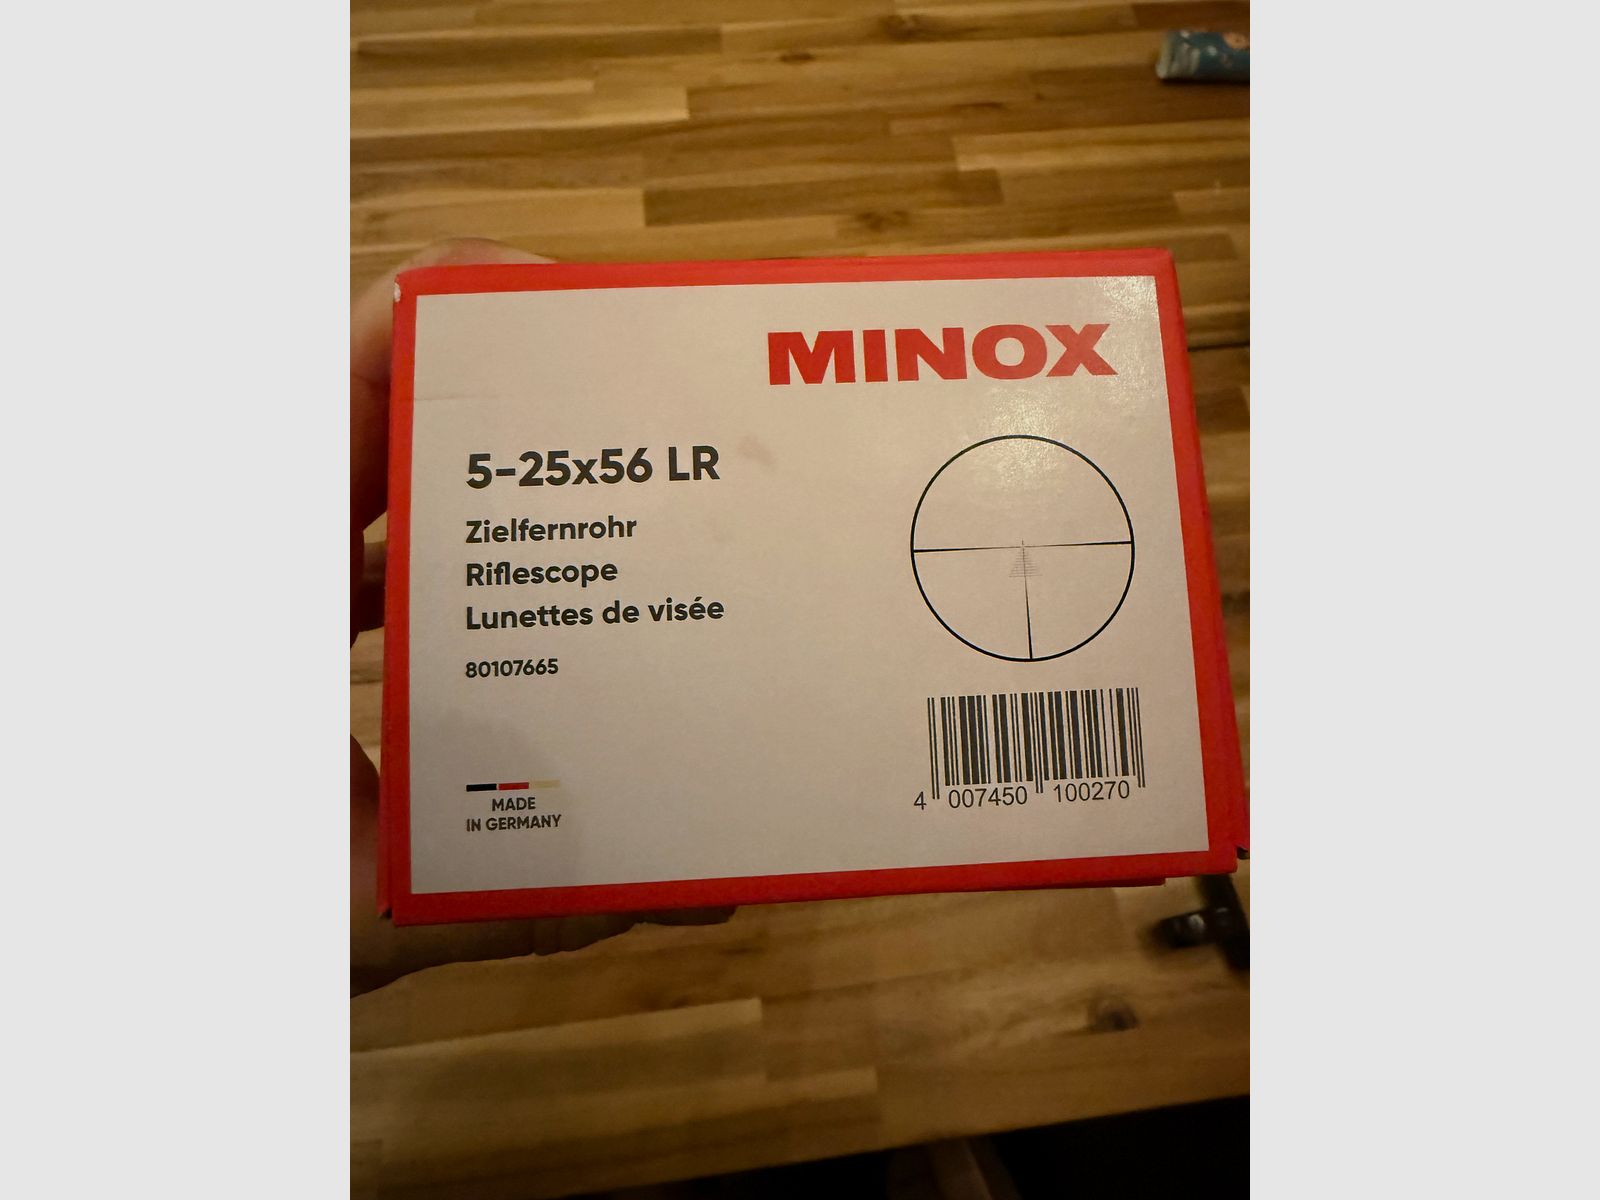 MINOX
5-25x56 LR
Zielfernrohr
Riflescope
Lunettes de visée
80107665
MADE
IN GERMANY
4 007450 100270